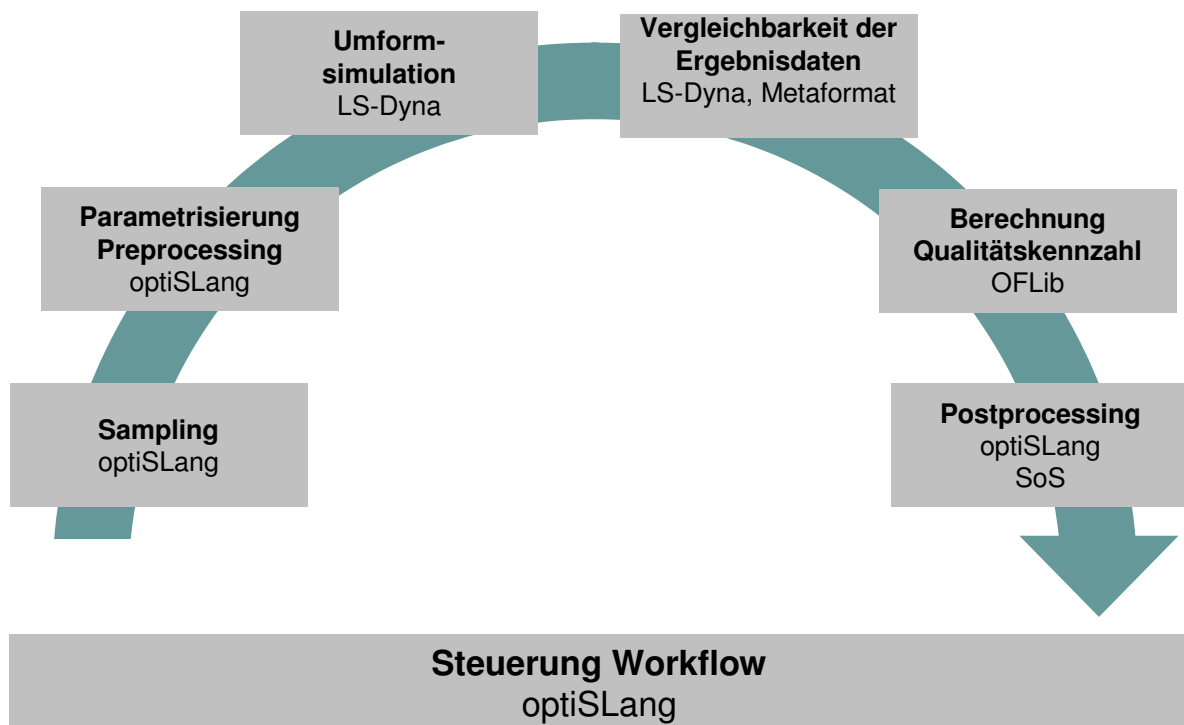 Sampling
optiSLang
Parametrisierung
Preprocessing
optiSLang
Umform-
simulation
LS-Dyna
Vergleichbarkeit der
Ergebnisdaten
LS-Dyna, Metaformat
Berechnung
Qualitätskennzahl
OFLib
Postprocessing
optiSLang
SoS
Steuerung Workflow
optiSLang